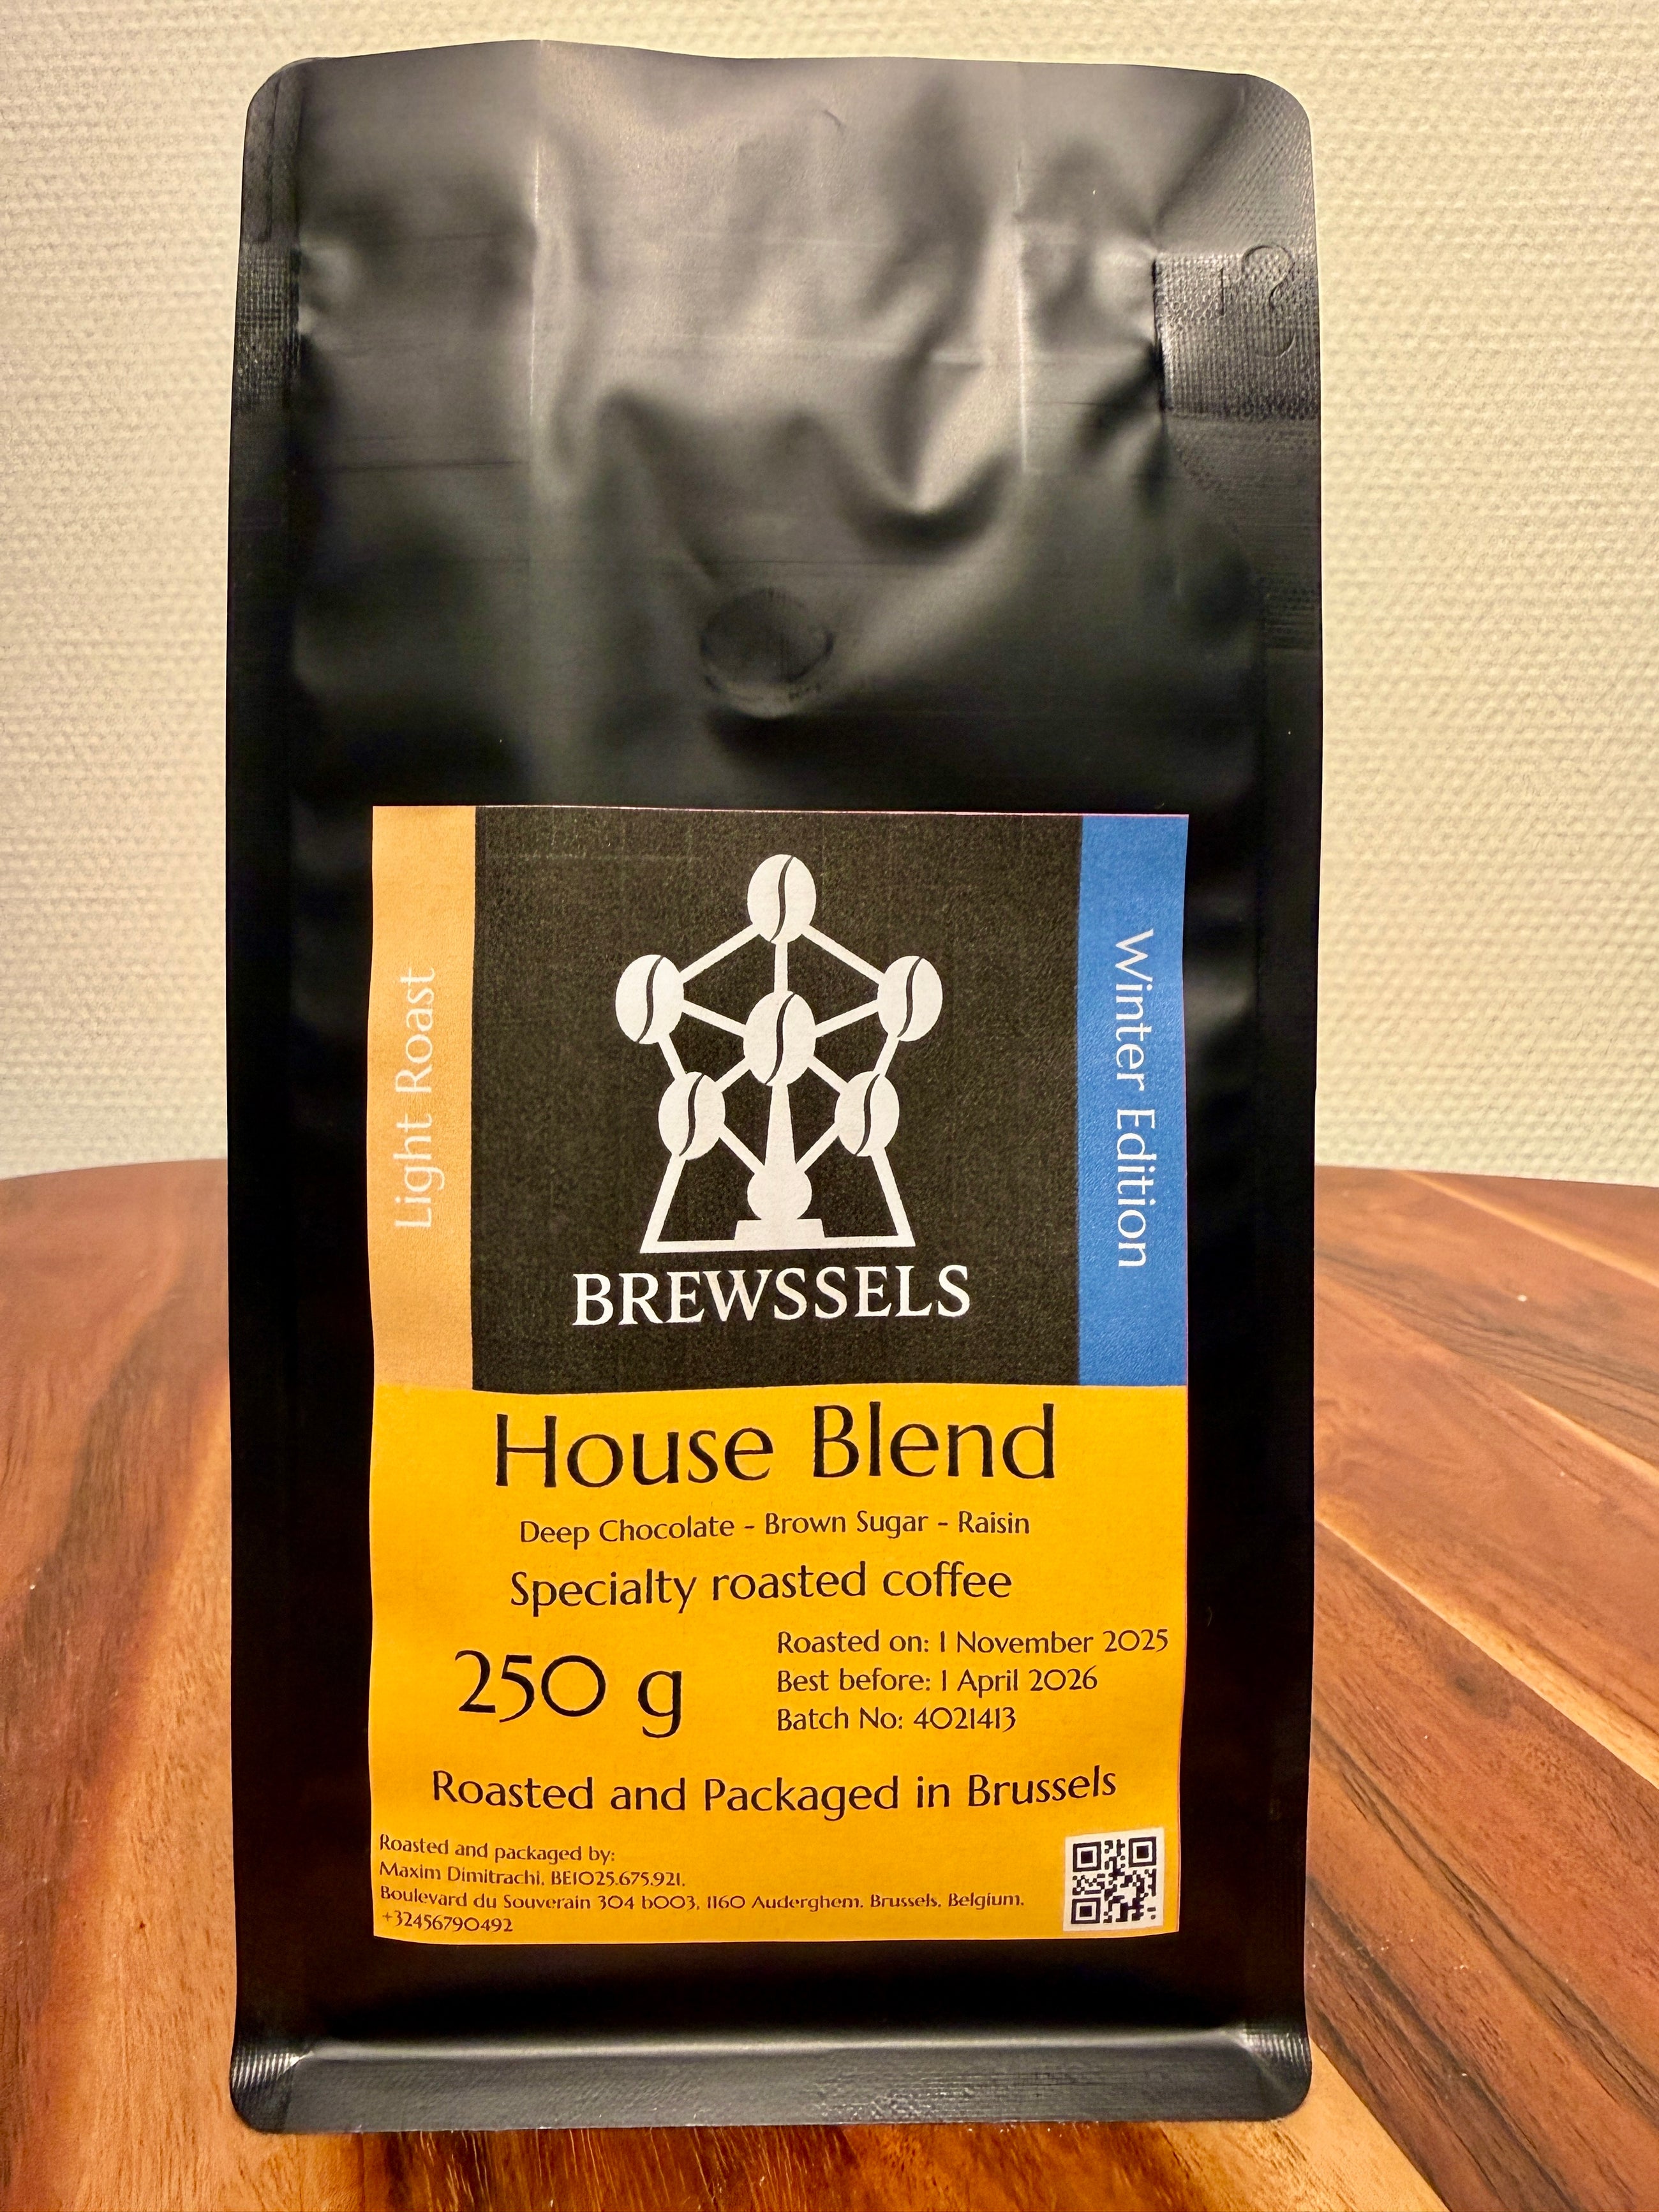 Light Roast
Winter Edition
BREWSSELS
House Blend
Deep Chocolate - Brown Sugar - Raisin
Specialty roasted coffee
250 g
Roasted on: 1 November 2025
Best before: 1 April 2026
Batch No: 4021413
Roasted and Packaged in Brussels
Roasted and packaged by:
Maxim Dimitrachi, BE1025.675.921,
Boulevard du Souverain 304 b003, 1160 Auderghem, Brussels, Belgium.
+32456790492